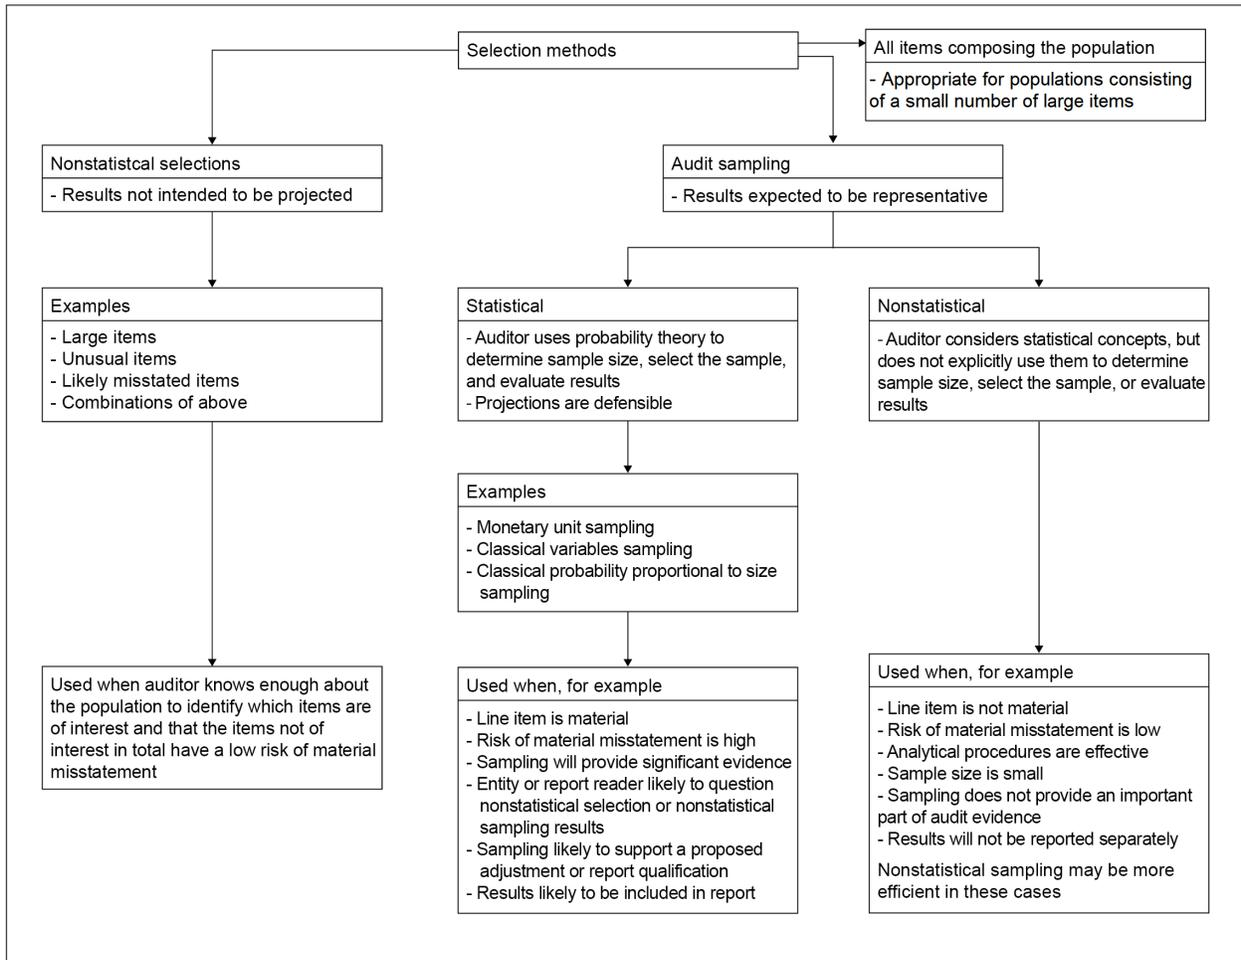 Selection methods
All items composing the population
- Appropriate for populations consisting
of a small number of large items
Nonstatistcal selections
- Results not intended to be projected
Audit sampling
- Results expected to be representative
Examples
- Large items
- Unusual items
- Likely misstated items
- Combinations of above
Statistical
- Auditor uses probability theory to
determine sample size, select the sample,
and evaluate results
- Projections are defensible
Nonstatistical
- Auditor considers statistical concepts, but
does not explicitly use them to determine
sample size, select the sample, or evaluate
results
Examples
- Monetary unit sampling
- Classical variables sampling
- Classical probability proportional to size
sampling
Used when auditor knows enough about
the population to identify which items are
of interest and that the items not of
interest in total have a low risk of material
misstatement
Used when, for example
- Line item is material
- Risk of material misstatement is high
- Sampling will provide significant evidence
- Entity or report reader likely to question
nonstatistical selection or nonstatistical
sampling results
- Sampling likely to support a proposed
adjustment or report qualification
- Results likely to be included in report
Used when, for example
- Line item is not material
- Risk of material misstatement is low
- Analytical procedures are effective
- Sample size is small
- Sampling does not provide an important
part of audit evidence
- Results will not be reported separately
Nonstatistical sampling may be more
efficient in these cases